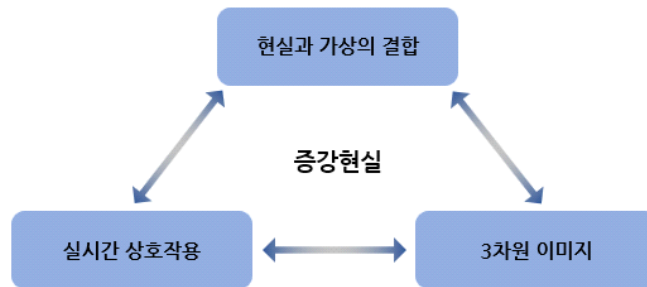 현실과 가상의 결합
증강현실
실시간 상호작용
3차원 이미지